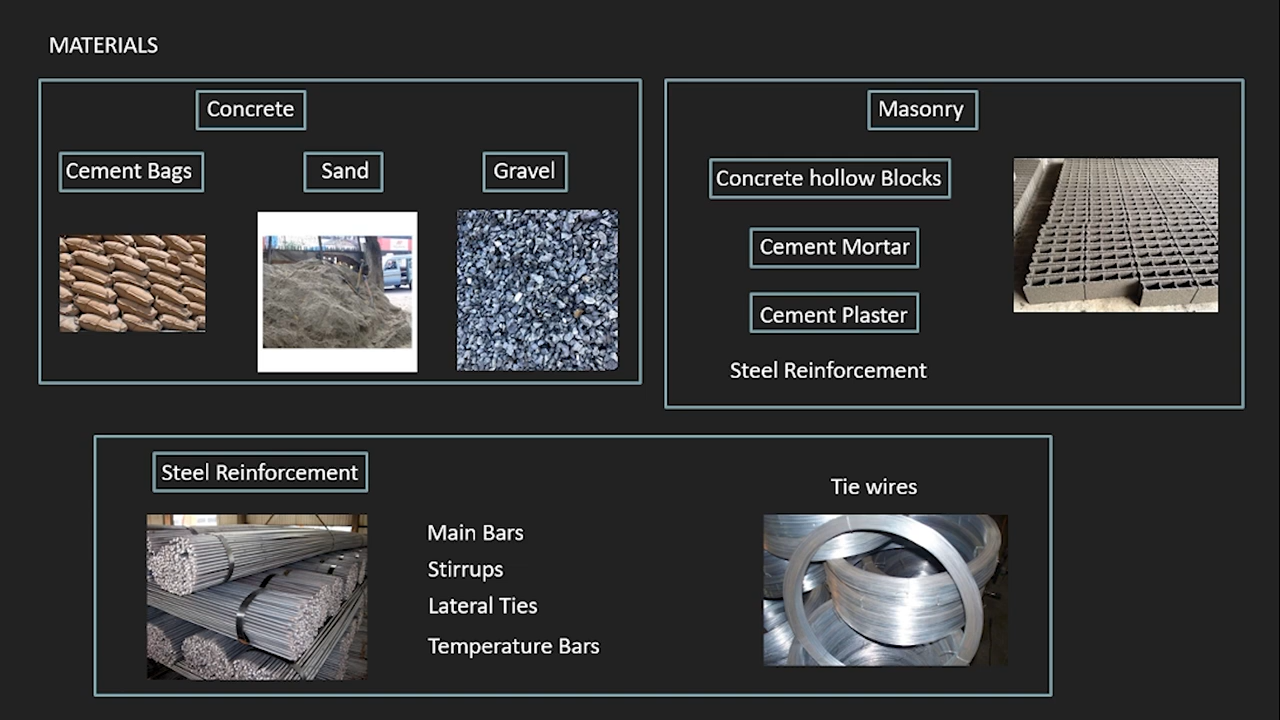 MATERIALS
Concrete
Cement Bags
Sand
Gravel
Masonry
Concrete hollow Blocks
Cement Mortar
Cement Plaster
Steel Reinforcement
Steel Reinforcement
Main Bars
Stirrups
Lateral Ties
Temperature Bars
Tie wires